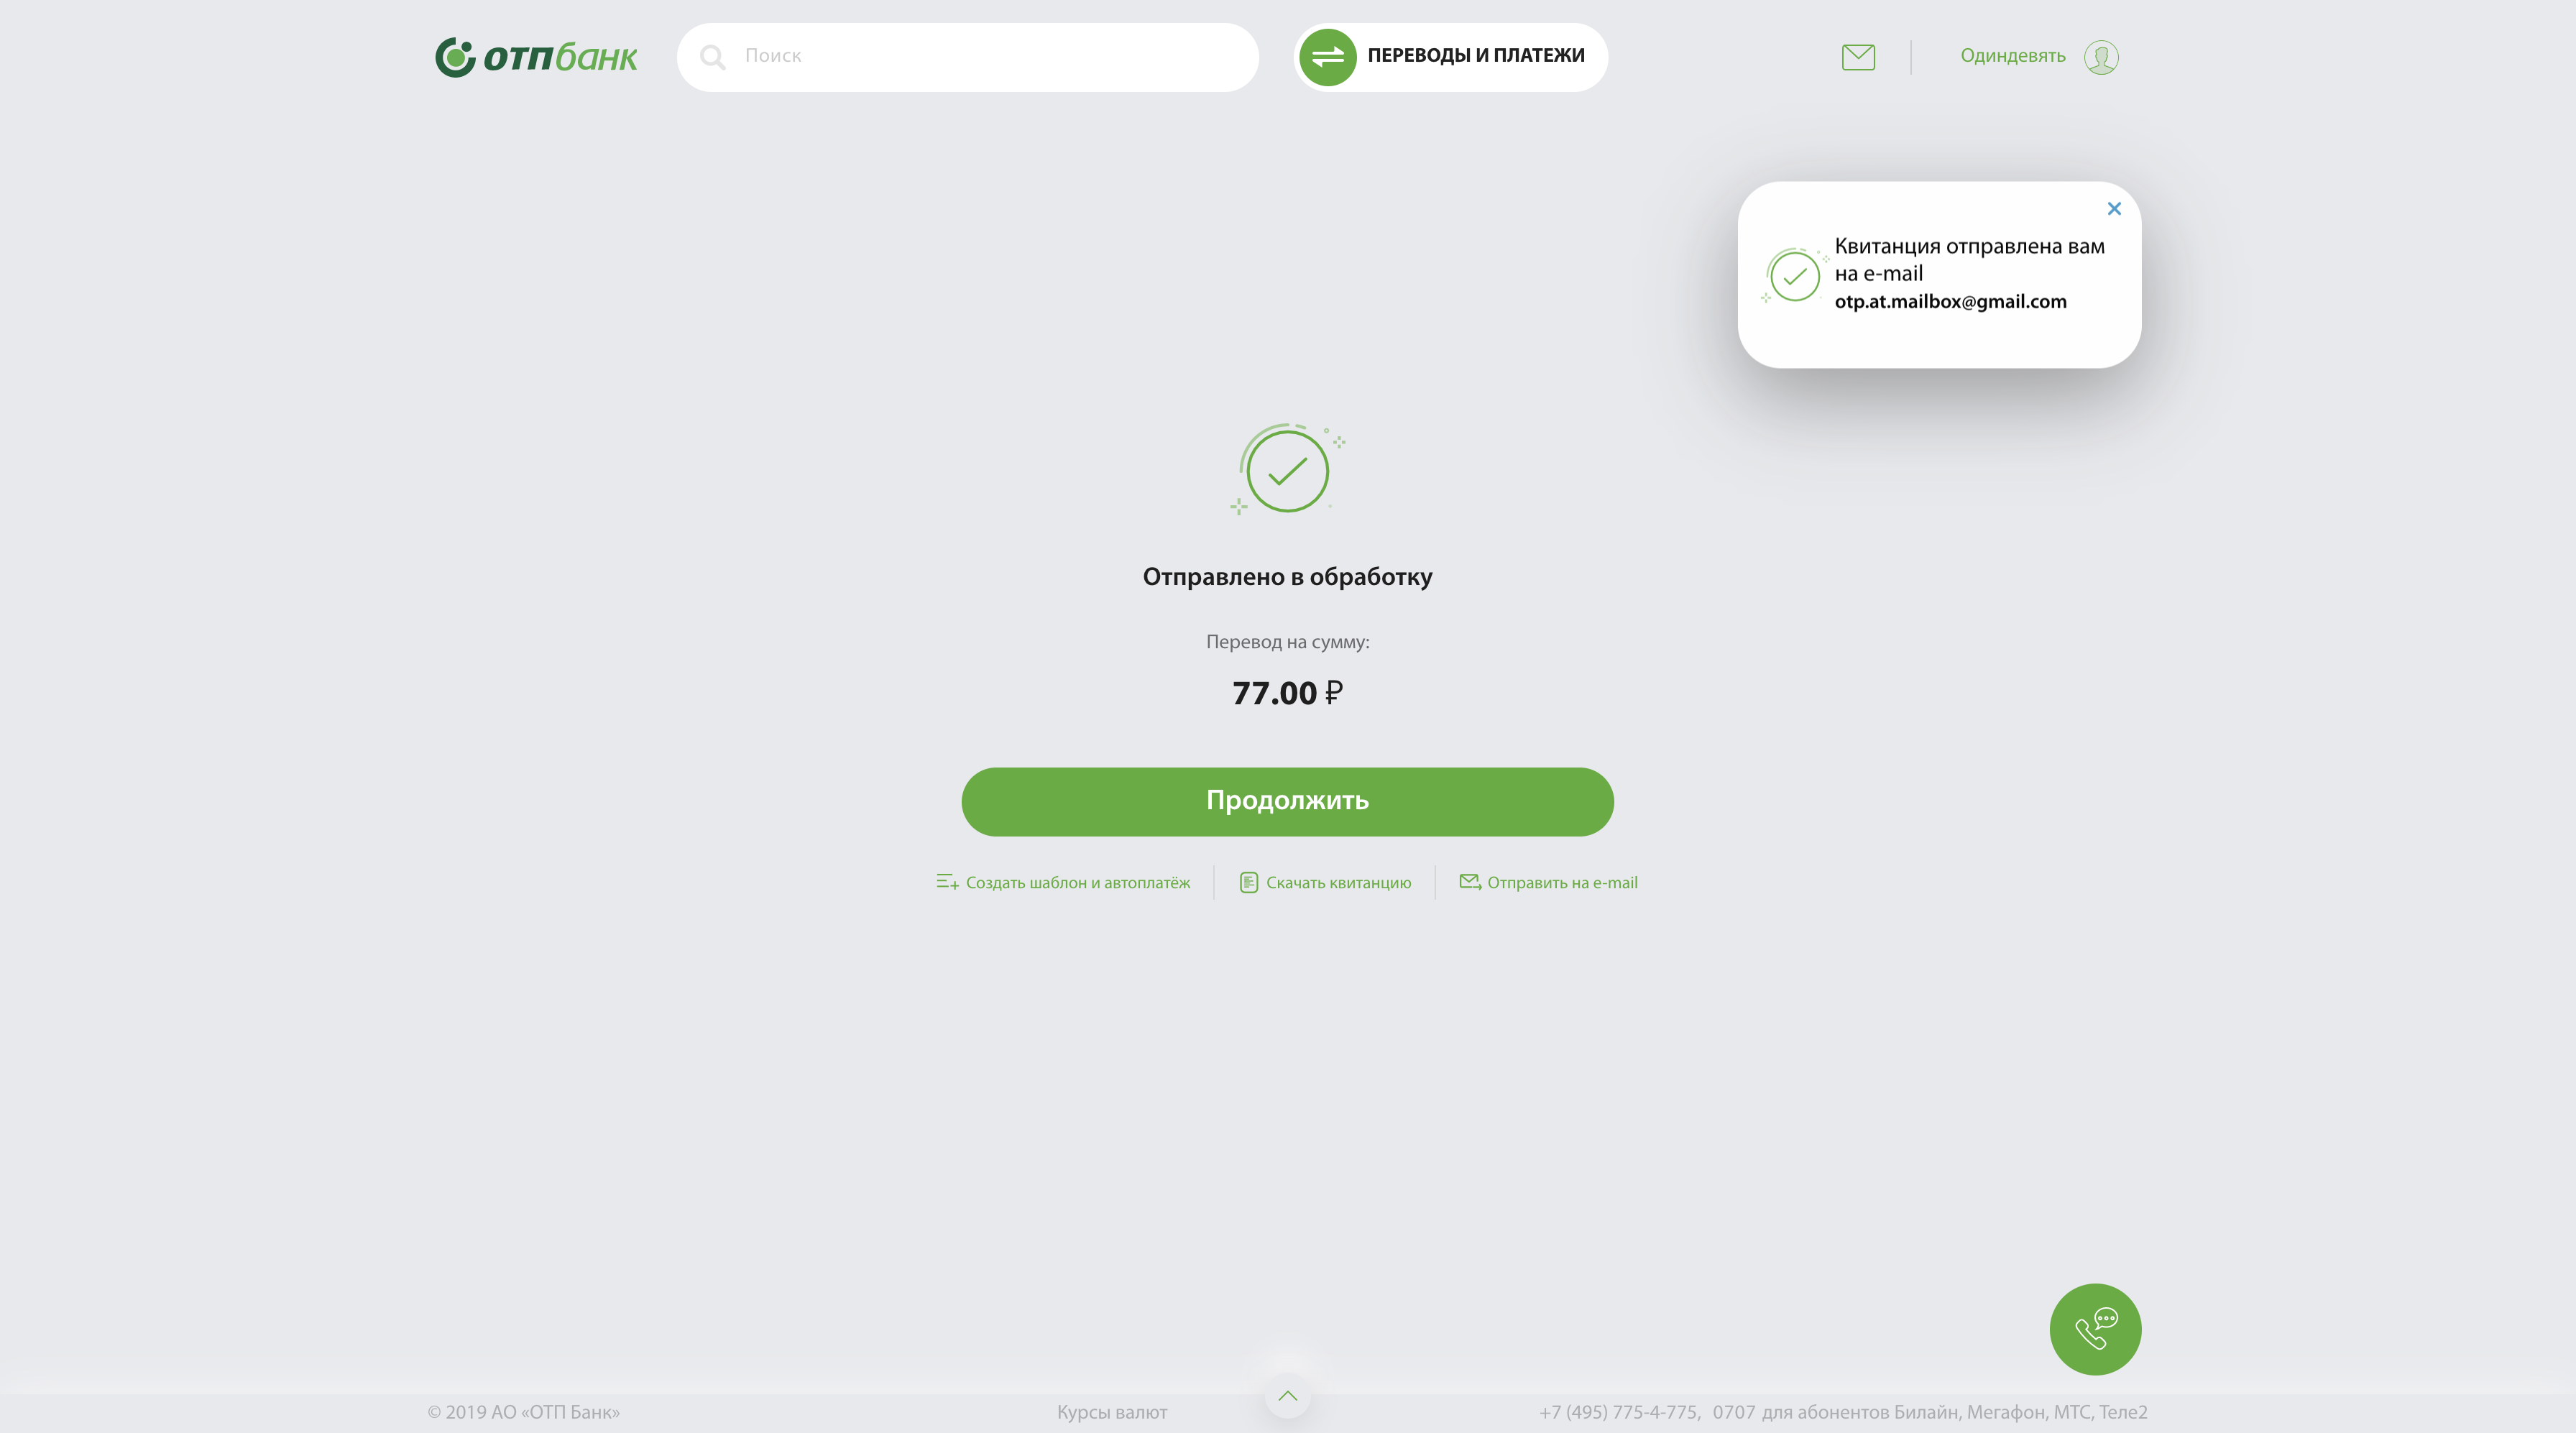 отпбанк
Поиск
ПЕРЕВОДЫ И ПЛАТЕЖИ
Одиндевять
Квитанция отправлена вам
на e-mail
otp.at.mailbox@gmail.com
Отправлено в обработку
Перевод на сумму:
77.00 ₽
Продолжить
Создать шаблон и автоплатёж
Скачать квитанцию
Отправить на e-mail
© 2019 АО «ОТП Банк»
Курсы валют
+7 (495) 775-4-775, 0707 для абонентов Билайн, Мегафон, МТС, Теле2